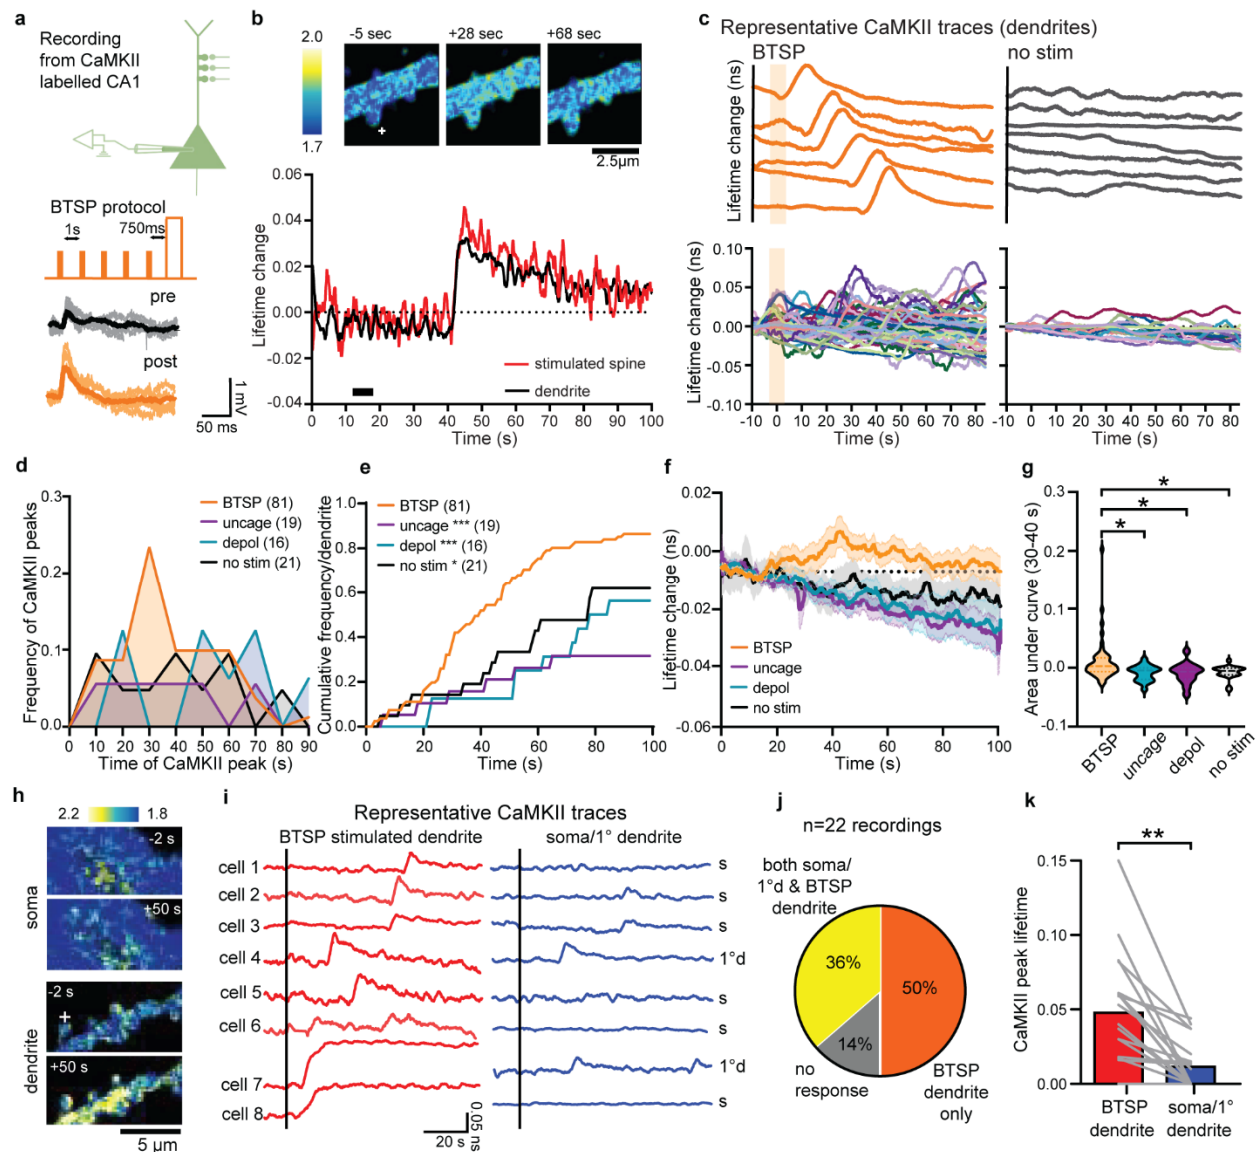 a
Recording
from CaMKII
labelled CA1
BTSP protocol
1s
750ms
pre
post
1 mV
50 ms
b
2.0
1.7
-5 sec
+28 sec
+68 sec
2.5µm
Lifetime change
0.06
0.04
0.02
0.00
-0.02
-0.04
stimulated spine
dendrite
0 10 20 30 40 50 60 70 80 90 100
Time (s)
c
Representative CaMKII traces (dendrites)
BTSP
no stim
Lifetime change (ns)
Lifetime change (ns)
0.10
0.05
0.00
-0.05
-0.10
-10 0 10 20 30 40 50 60 70 80
Time (s)
-10 0 10 20 30 40 50 60 70 80
Time (s)
d
Frequency of CaMKII peaks
0.3
0.2
0.1
0.0
BTSP (81)
uncage (19)
depol (16)
no stim (21)
0 10 20 30 40 50 60 70 80 90
Time of CaMKII peak (s)
e
Cumulative frequency/dendrite
1.0
0.8
0.6
0.4
0.2
0.0
BTSP (81)
uncage *** (19)
depol *** (16)
no stim * (21)
0 20 40 60 80 100
Time (s)
f
Lifetime change (ns)
0.02
0.00
-0.02
-0.04
-0.06
BTSP
uncage
depol
no stim
0 20 40 60 80 100
Time (s)
g
Area under curve (30-40 s)
0.3
0.2
0.1
0.0
-0.1
*
*
*
BTSP
uncage
depol
no stim
h
2.2 1.8
soma
-2 s
+50 s
dendrite
-2 s
+50 s
5 µm
i
Representative CaMKII traces
BTSP stimulated dendrite
soma/1° dendrite
cell 1 s
cell 2 s
cell 3 s
cell 4 1°d
cell 5 s
cell 6 s
cell 7 1°d
cell 8 s
0.05 ns
20 s
j
n=22 recordings
both soma/
1°d & BTSP
dendrite
36%
50%
14%
no
response
BTSP
dendrite
only
k
CaMKII peak lifetime
**
0.15
0.10
0.05
0.00
BTSP
dendrite
soma/1°
dendrite